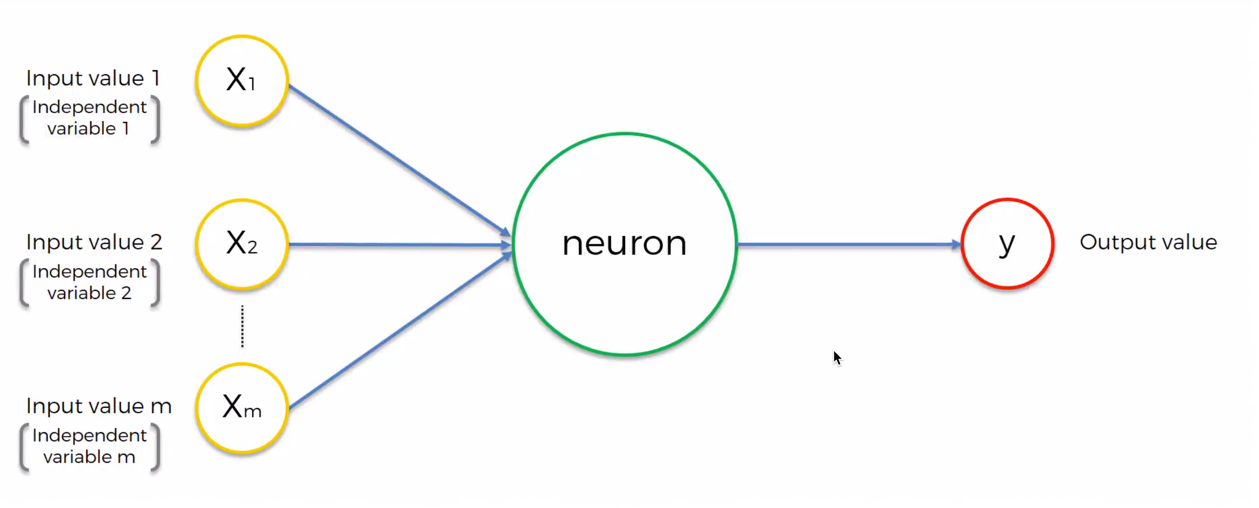 Input value 1
[Independent
variable 1]
X₁
Input value 2
[Independent
variable 2]
X₂
Input value m
[Independent
variable m]
Xₘ
neuron
y
Output value